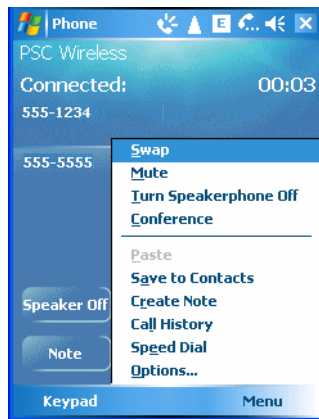 Phone
E
PSC Wireless
Connected: 00:03
555-1234
555-5555
Swap
Mute
Turn Speakerphone Off
Conference
Paste
Save to Contacts
Create Note
Call History
Speed Dial
Options...
Speaker Off
Note
Keypad Menu